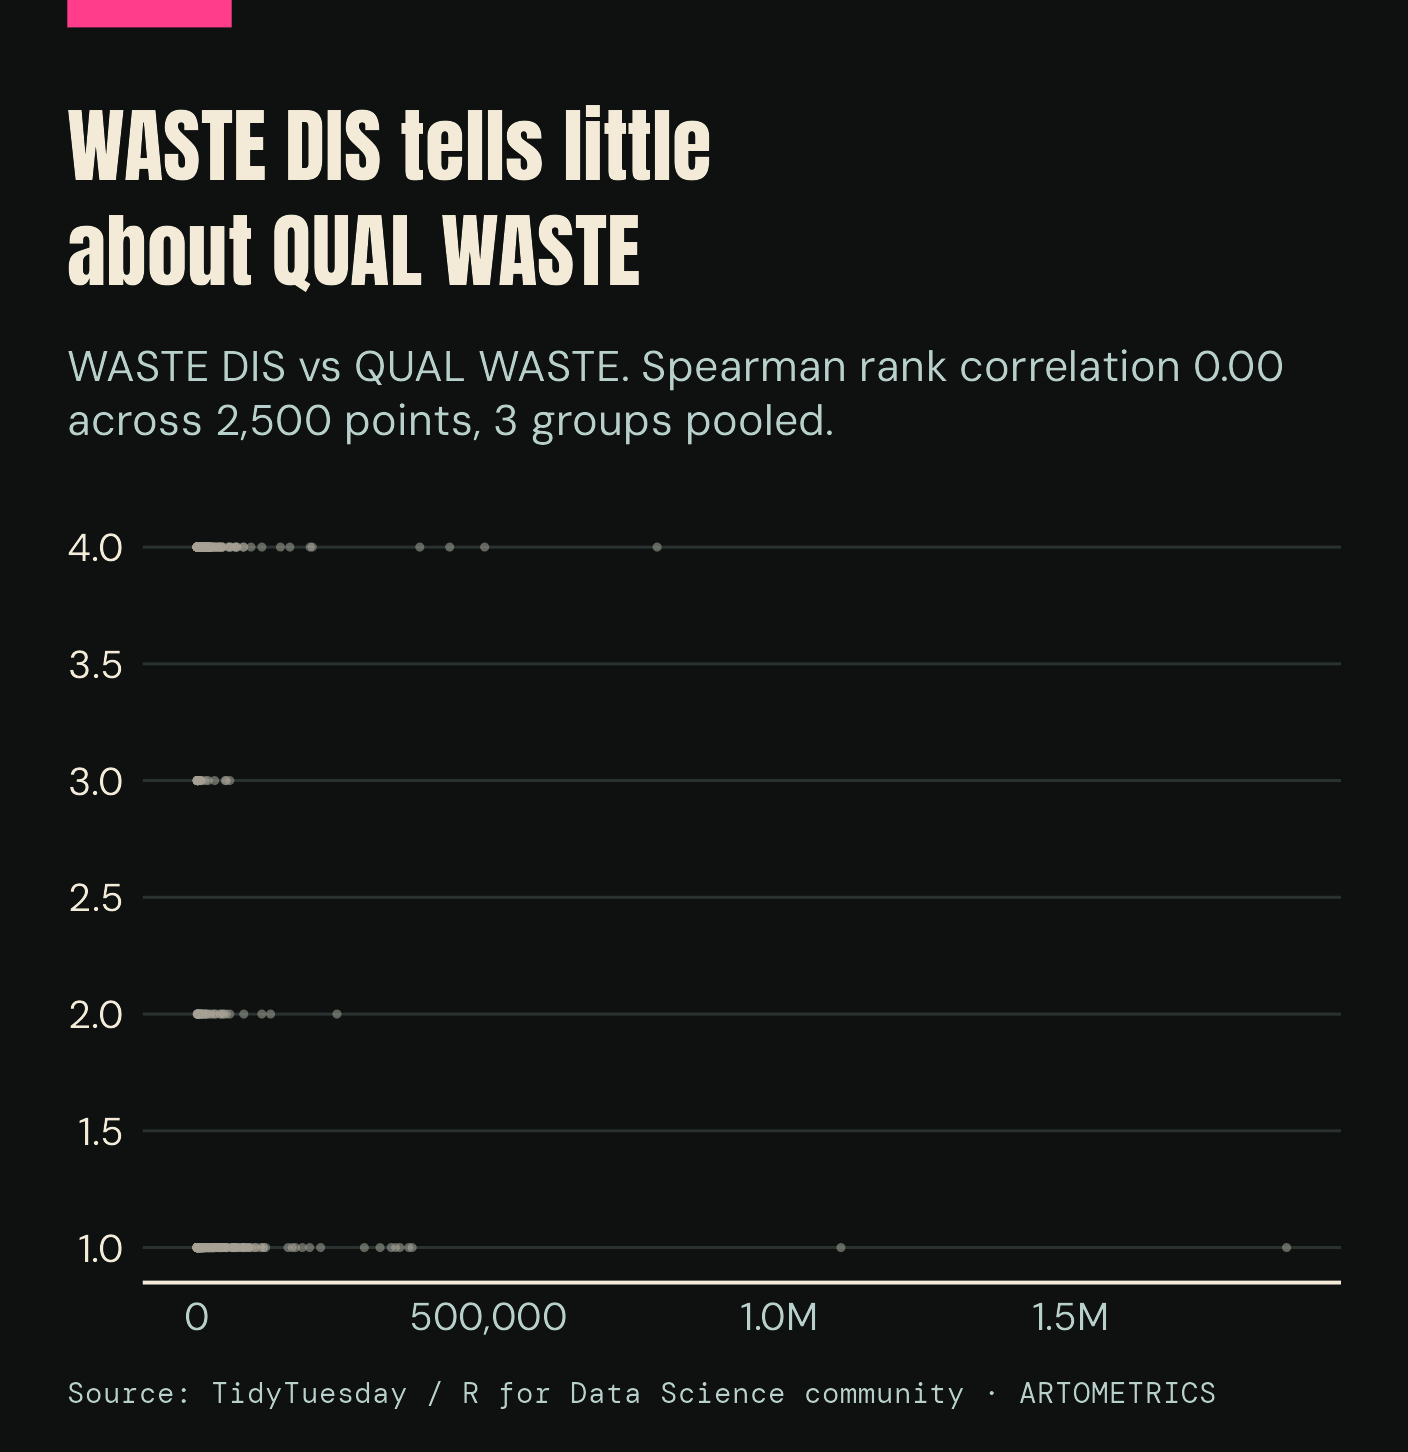 WASTE DIS tells little
about QUAL WASTE
WASTE DIS vs QUAL WASTE. Spearman rank correlation 0.00
across 2,500 points, 3 groups pooled.
4.0
3.5
3.0
2.5
2.0
1.5
1.0
0 500,000 1.0M 1.5M
Source: TidyTuesday / R for Data Science community · ARTOMETRICS